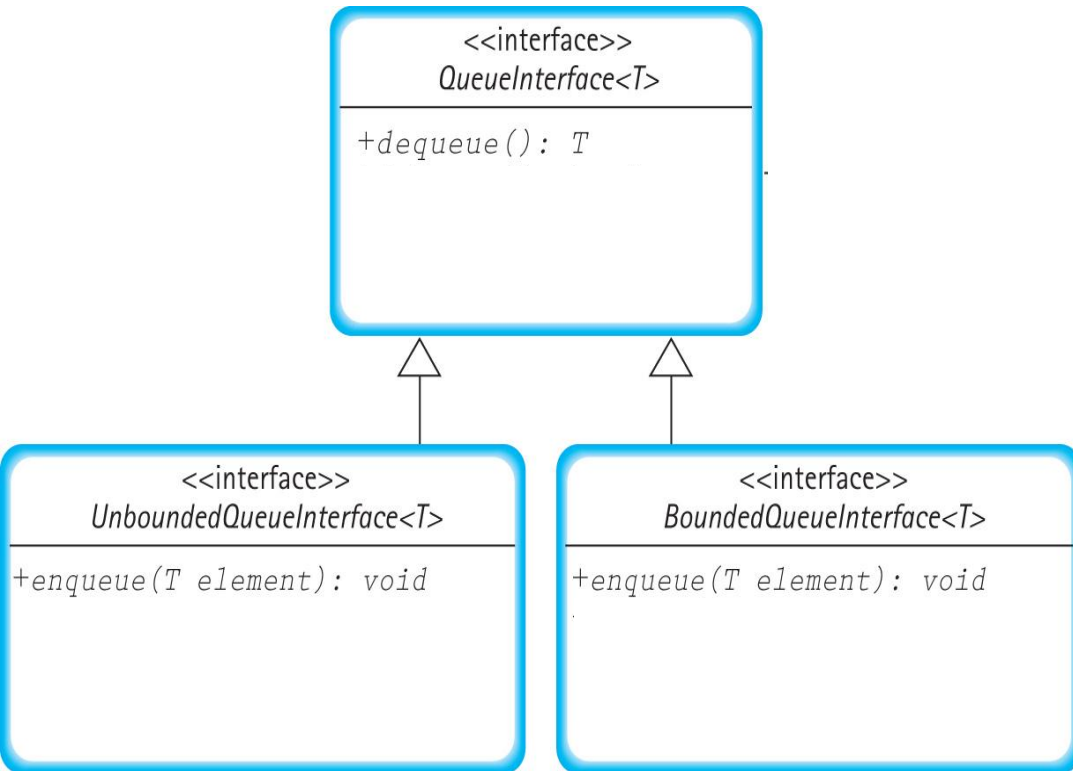 <<interface>>
QueueInterface<T>
+dequeue(): T
<<interface>>
UnboundedQueueInterface<T>
+enqueue(T element): void
<<interface>>
BoundedQueueInterface<T>
+enqueue(T element): void